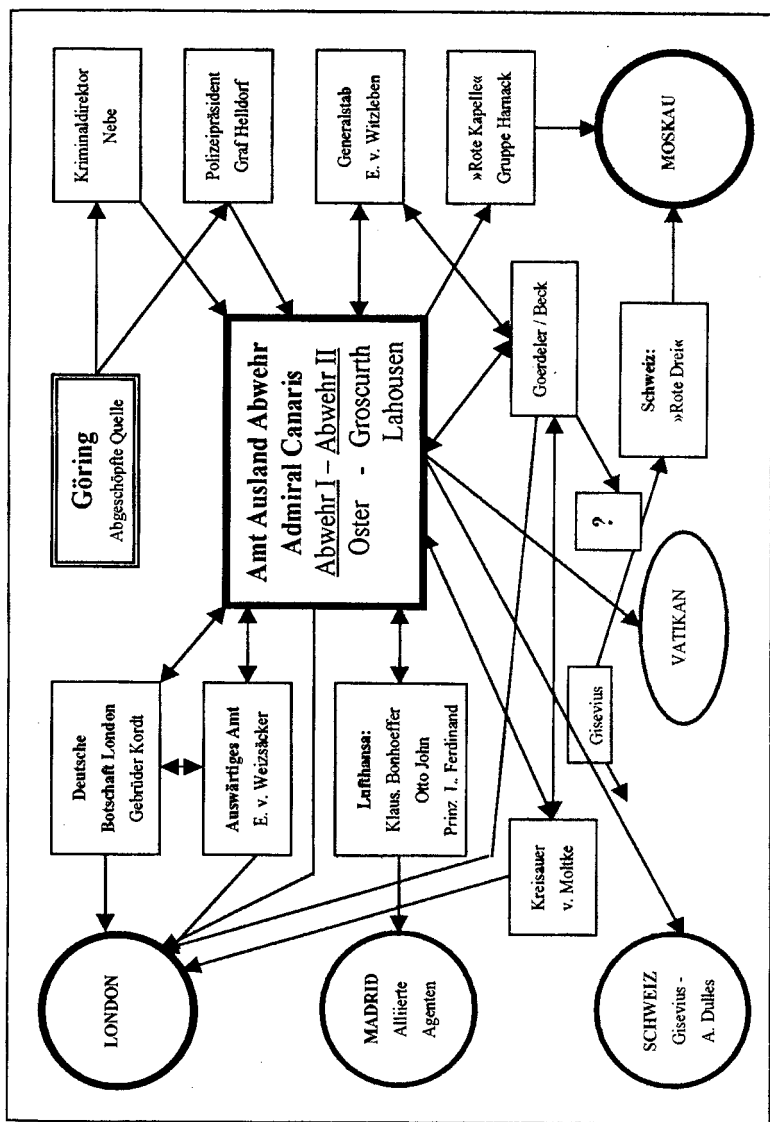 LONDON
Deutsche
Botschaft London
Gebrüder Kordt
Göring
Abgeschöpfte Quelle
Kriminaldirektor
Nebe
Auswärtiges Amt
E. v. Weizsäcker
Polizeipräsident
Graf Helldorf
Amt Ausland Abwehr
Admiral Canaris
Abwehr I – Abwehr II
Oster - Groscurth
Lahousen
MADRID
Alliierte
Agenten
Lufthansa:
Klaus. Bonhoeffer
Otto John
Prinz L. Ferdinand
Generalstab
E. v. Witzleben
Kreisauer
v. Moltke
Goerdeler / Beck
»Rote Kapelle«
Gruppe Harnack
Gisevius
?
SCHWEIZ
Gisevius -
A. Dulles
VATIKAN
Schweiz:
»Rote Drei«
MOSKAU